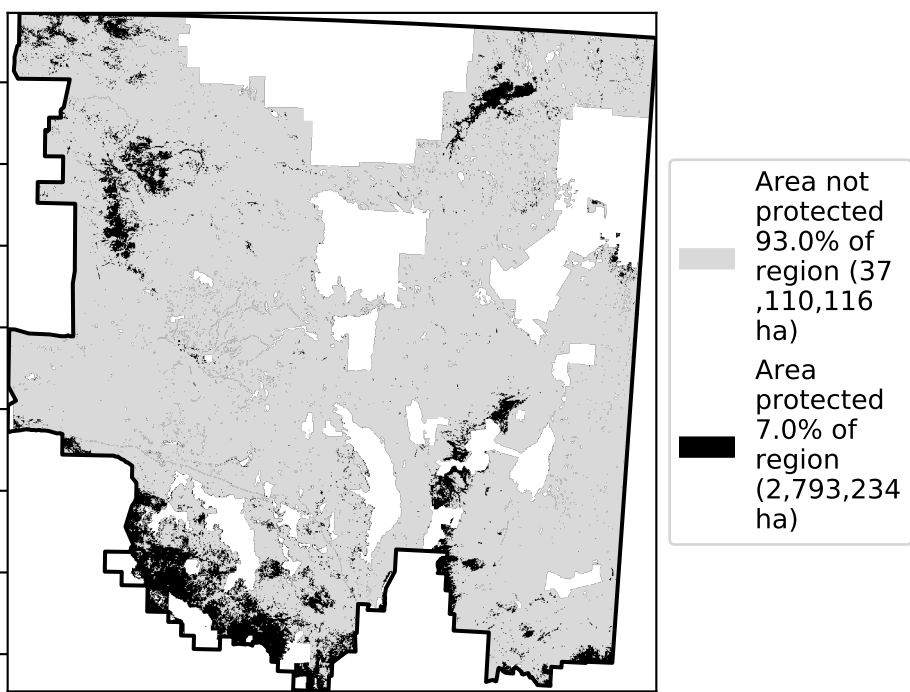 Area not
protected
93.0% of
region (37
,110,116
ha)
Area
protected
7.0% of
region
(2,793,234
ha)